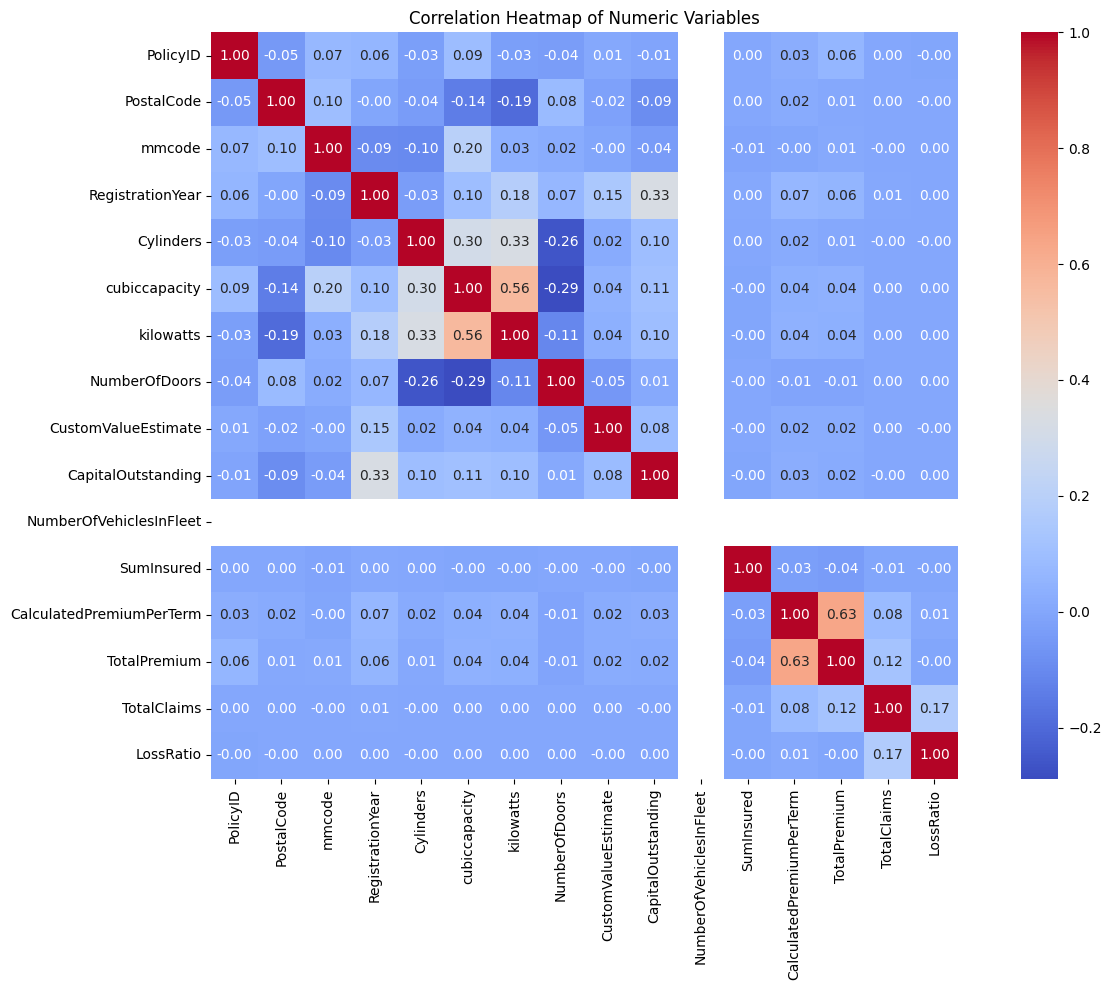 Correlation Heatmap of Numeric Variables
PolicyID 1.00 -0.05 0.07 0.06 -0.03 0.09 -0.03 -0.04 0.01 -0.01 0.00 0.03 0.06 0.00 -0.00
PostalCode -0.05 1.00 0.10 -0.00 -0.04 -0.14 -0.19 0.08 -0.02 -0.09 0.00 0.02 0.01 0.00 -0.00
mmcode 0.07 0.10 1.00 -0.09 -0.10 0.20 0.03 0.02 -0.00 -0.04 -0.01 -0.00 0.01 -0.00 0.00
RegistrationYear 0.06 -0.00 -0.09 1.00 -0.03 0.10 0.18 0.07 0.15 0.33 0.00 0.07 0.06 0.01 0.00
Cylinders -0.03 -0.04 -0.10 -0.03 1.00 0.30 0.33 -0.26 0.02 0.10 0.00 0.02 0.01 -0.00 -0.00
cubiccapacity 0.09 -0.14 0.20 0.10 0.30 1.00 0.56 -0.29 0.04 0.11 -0.00 0.04 0.04 0.00 0.00
kilowatts -0.03 -0.19 0.03 0.18 0.33 0.56 1.00 -0.11 0.04 0.10 -0.00 0.04 0.04 0.00 0.00
NumberOfDoors -0.04 0.08 0.02 0.07 -0.26 -0.29 -0.11 1.00 -0.05 0.01 -0.00 -0.01 -0.01 0.00 0.00
CustomValueEstimate 0.01 -0.02 -0.00 0.15 0.02 0.04 0.04 -0.05 1.00 0.08 -0.00 0.02 0.02 0.00 -0.00
CapitalOutstanding -0.01 -0.09 -0.04 0.33 0.10 0.11 0.10 0.01 0.08 1.00 -0.00 0.03 0.02 -0.00 0.00
NumberOfVehiclesInFleet
SumInsured 0.00 0.00 -0.01 0.00 0.00 -0.00 -0.00 -0.00 -0.00 -0.00 1.00 -0.03 -0.04 -0.01 -0.00
CalculatedPremiumPerTerm 0.03 0.02 -0.00 0.07 0.02 0.04 0.04 -0.01 0.02 0.03 -0.03 1.00 0.63 0.08 0.01
TotalPremium 0.06 0.01 0.01 0.06 0.01 0.04 0.04 -0.01 0.02 0.02 -0.04 0.63 1.00 0.12 -0.00
TotalClaims 0.00 0.00 -0.00 0.01 -0.00 0.00 0.00 0.00 0.00 -0.00 -0.01 0.08 0.12 1.00 0.17
LossRatio -0.00 -0.00 0.00 0.00 -0.00 0.00 0.00 0.00 -0.00 0.00 -0.00 0.01 -0.00 0.17 1.00
PolicyID
PostalCode
mmcode
RegistrationYear
Cylinders
cubiccapacity
kilowatts
NumberOfDoors
CustomValueEstimate
CapitalOutstanding
NumberOfVehiclesInFleet
SumInsured
CalculatedPremiumPerTerm
TotalPremium
TotalClaims
LossRatio
1.0
0.8
0.6
0.4
0.2
0.0
−0.2